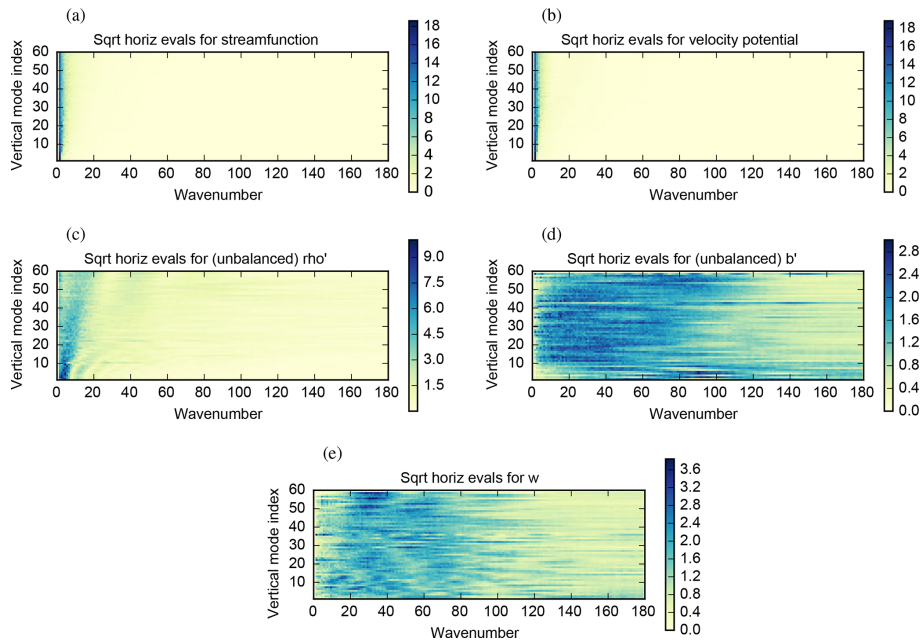 (a)
Sqrt horiz evals for streamfunction
Vertical mode index
60
50
40
30
20
10
0 20 40 60 80 100 120 140 160 180
Wavenumber
18
16
14
12
10
8
6
4
2
0
(b)
Sqrt horiz evals for velocity potential
Vertical mode index
60
50
40
30
20
10
0 20 40 60 80 100 120 140 160 180
Wavenumber
18
16
14
12
10
8
6
4
2
0
(c)
Sqrt horiz evals for (unbalanced) rho'
Vertical mode index
60
50
40
30
20
10
0 20 40 60 80 100 120 140 160 180
Wavenumber
9.0
7.5
6.0
4.5
3.0
1.5
(d)
Sqrt horiz evals for (unbalanced) b'
Vertical mode index
60
50
40
30
20
10
0 20 40 60 80 100 120 140 160 180
Wavenumber
2.8
2.4
2.0
1.6
1.2
0.8
0.4
0.0
(e)
Sqrt horiz evals for w
Vertical mode index
60
50
40
30
20
10
0 20 40 60 80 100 120 140 160 180
Wavenumber
3.6
3.2
2.8
2.4
2.0
1.6
1.2
0.8
0.4
0.0